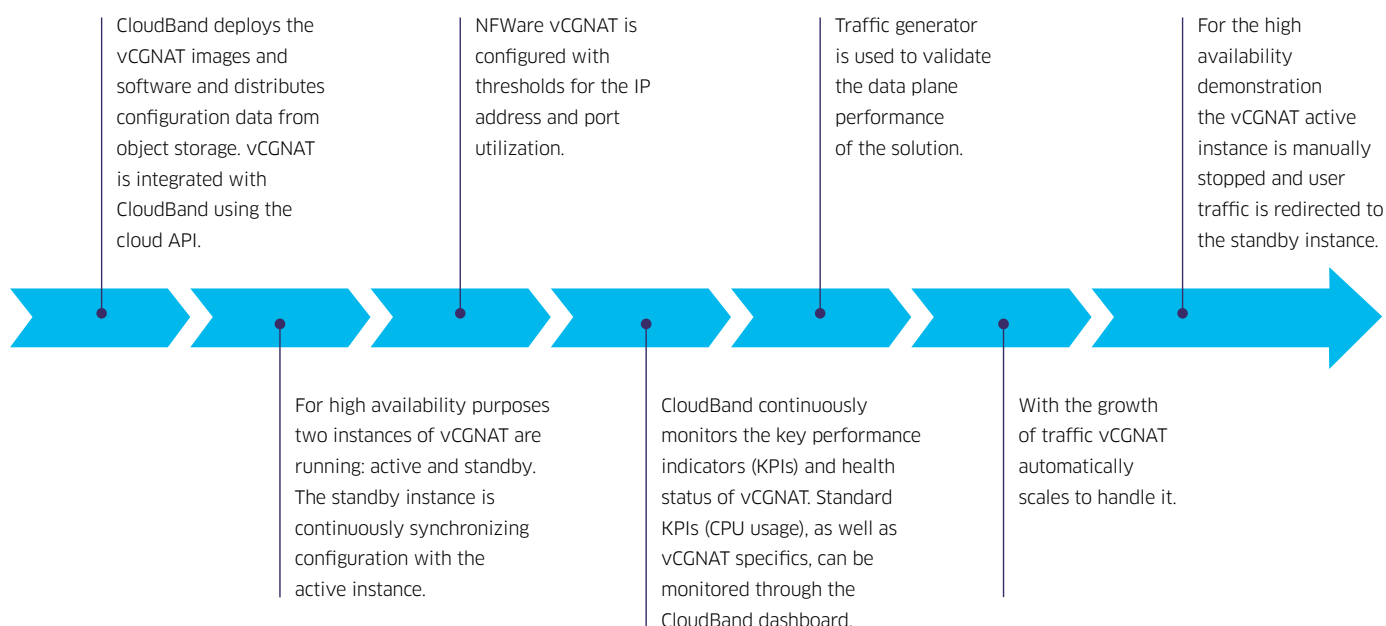 CloudBand deploys the
vCGNAT images and
software and distributes
configuration data from
object storage. vCGNAT
is integrated with
CloudBand using the
cloud API.
For high availability purposes
two instances of vCGNAT are
running: active and standby.
The standby instance is
continuously synchronizing
configuration with the
active instance.
NFWare vCGNAT is
configured with
thresholds for the IP
address and port
utilization.
CloudBand continuously
monitors the key performance
indicators (KPIs) and health
status of vCGNAT. Standard
KPIs (CPU usage), as well as
vCGNAT specifics, can be
monitored through the
CloudBand dashboard.
Traffic generator
is used to validate
the data plane
performance
of the solution.
With the growth
of traffic vCGNAT
automatically
scales to handle it.
For the high
availability
demonstration
the vCGNAT active
instance is manually
stopped and user
traffic is redirected to
the standby instance.